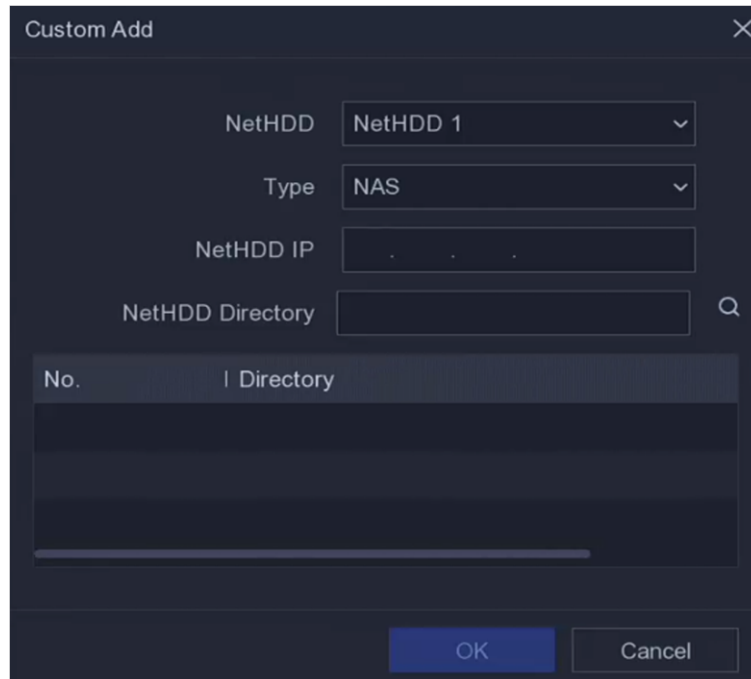 Custom Add
NetHDD NetHDD 1
Type NAS
NetHDD IP . . .
NetHDD Directory
No. Directory
OK Cancel